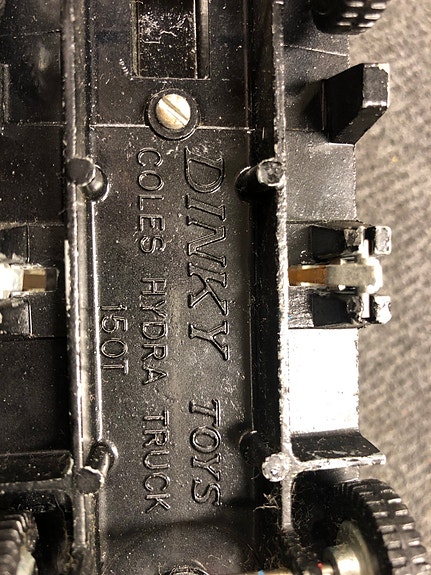 DINKY TOYS
COLES HYDRA TRUCK
150T